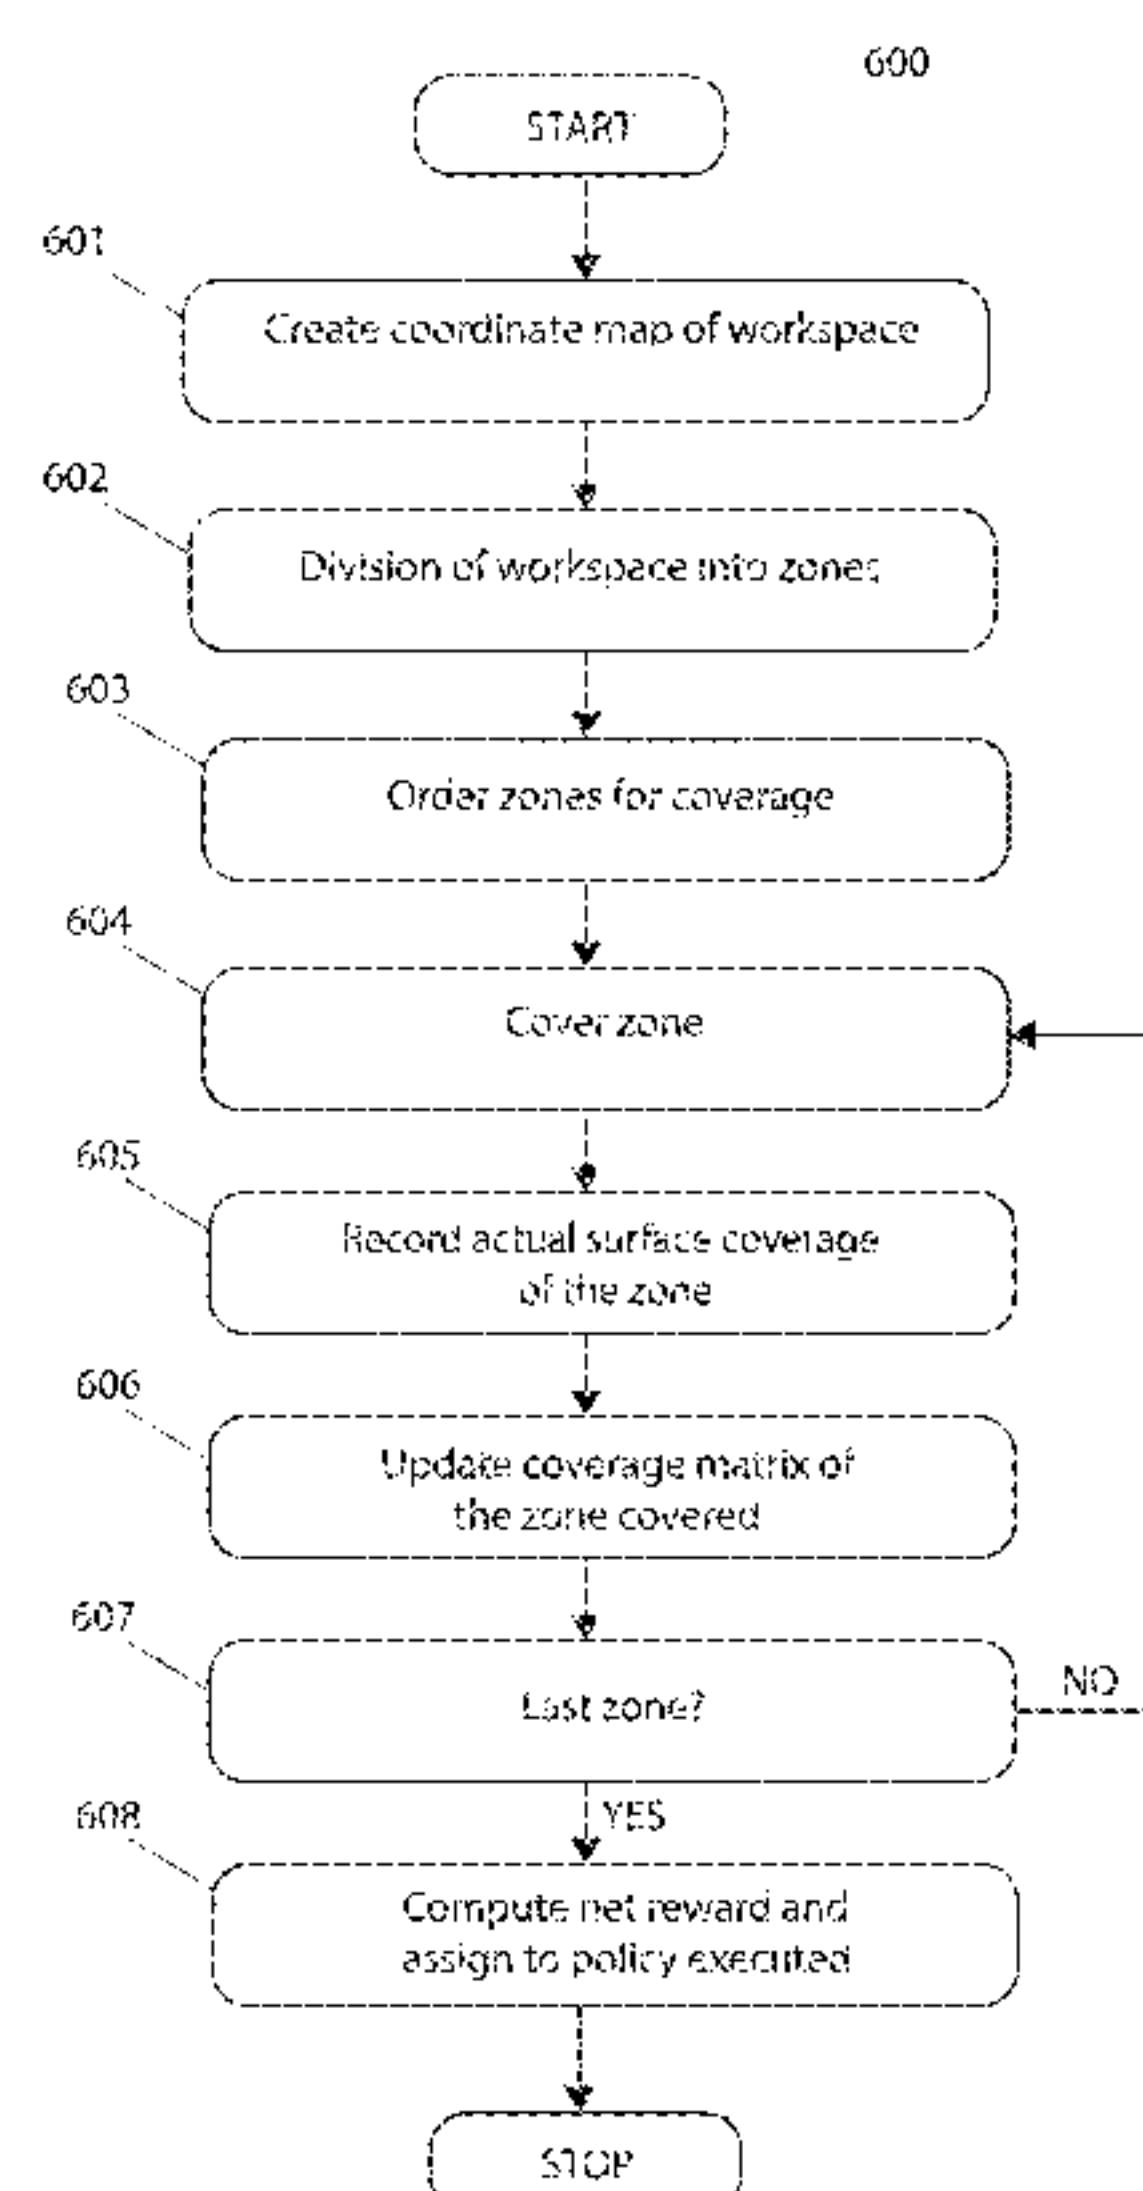 600
START
601
Create coordinate map of workspace
602
Division of workspace into zones
603
Order zones for coverage
604
Cover zone
605
Record actual surface coverage
of the zone
606
Update coverage matrix of
the zone covered
607
Last zone?
NO
YES
608
Compute net reward and
assign to policy executed
STOP